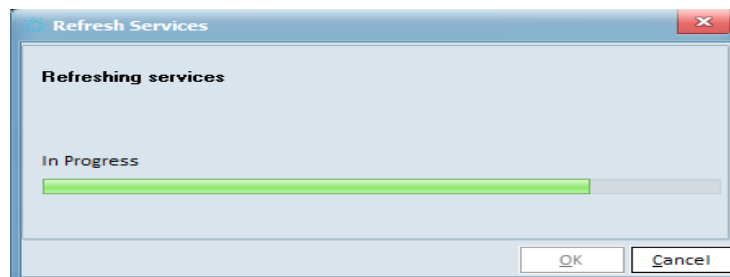 Refresh Services
Refreshing services
In Progress
OK
Cancel